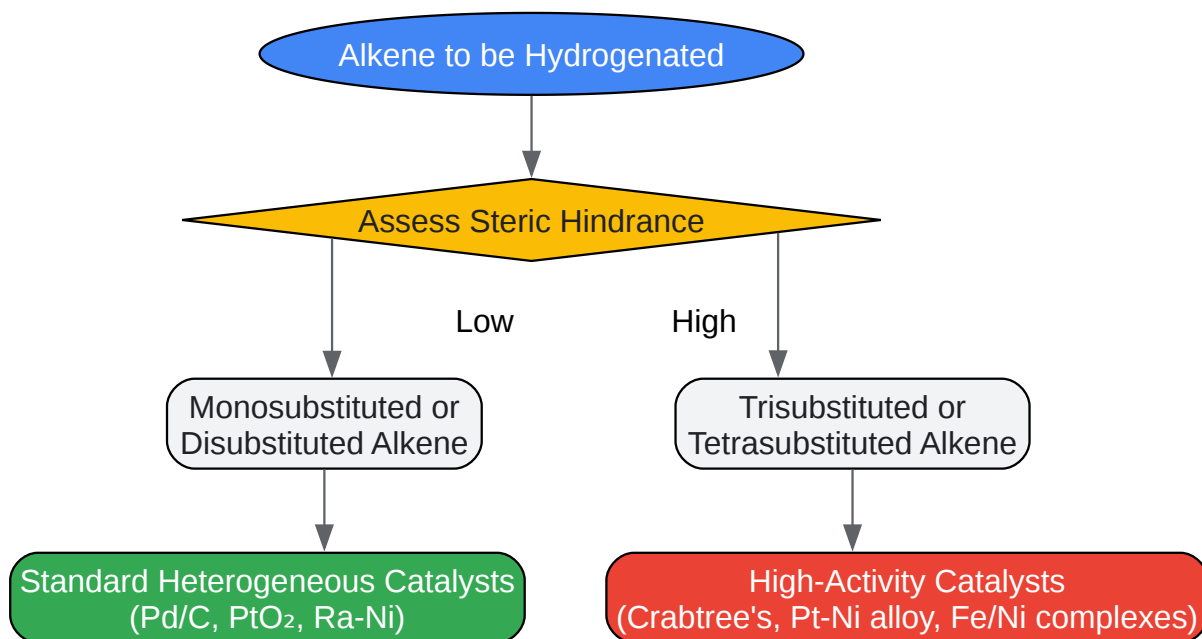 Alkene to be Hydrogenated
Assess Steric Hindrance
Low
High
Monosubstituted or
Disubstituted Alkene
Trisubstituted or
Tetrasubstituted Alkene
Standard Heterogeneous Catalysts
(Pd/C, PtO₂, Ra-Ni)
High-Activity Catalysts
(Crabtree's, Pt-Ni alloy, Fe/Ni complexes)